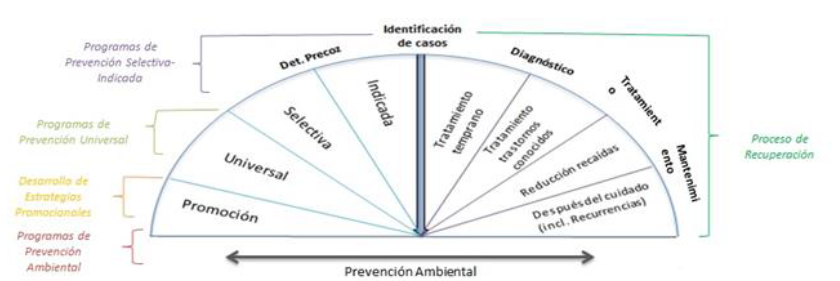 Identificación
de casos
Programas de
Prevención Selectiva-
Indicada
Det. Precoz
Diagnóstico
Tratamient
o
Mantenimi
ento
Programas de
Prevención Universal
Desarrolla de
Estrategias
Promocionales
Programas de
Prevención
Ambiental
Promoción
Universal
Selectiva
Indicada
Tratamiento
temprano
Tratamiento
trastornos
conocidos
Reducción recaídas
Después del cuidado
(incl. Recurrencias)
Proceso de
Recuperación
Prevención Ambiental